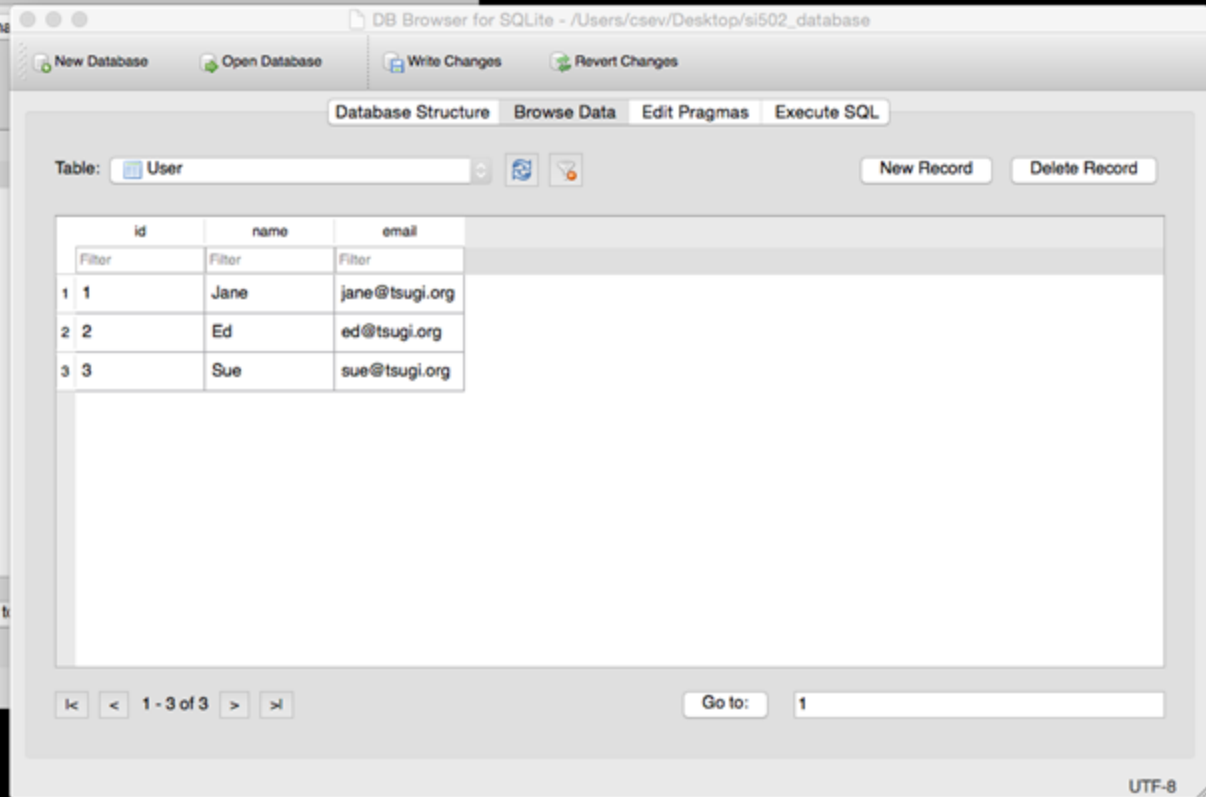 DB Browser for SQLite - /Users/csev/Desktop/si502_database
New Database Open Database Write Changes Revert Changes
Database Structure Browse Data Edit Pragmas Execute SQL
Table: User New Record Delete Record
id name email
Filter Filter Filter
1 1 Jane jane@tsugi.org
2 2 Ed ed@tsugi.org
3 3 Sue sue@tsugi.org
|< < 1 - 3 of 3 > >| Go to: 1
UTF-8